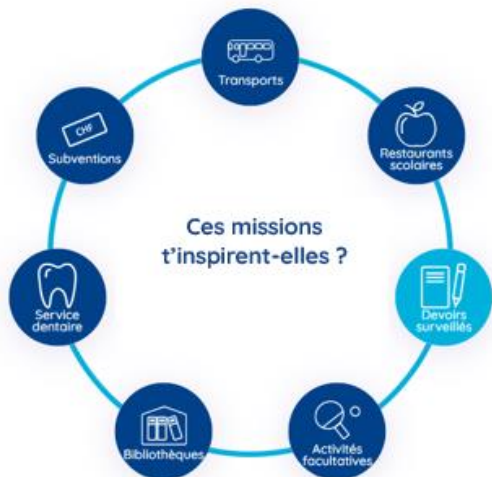 Transports
CHF
Subventions
Restaurants
scolaires
Ces missions
t'inspirent-elles ?
Service
dentaire
Devoirs
surveillés
Bibliothèques
Activités
facultatives